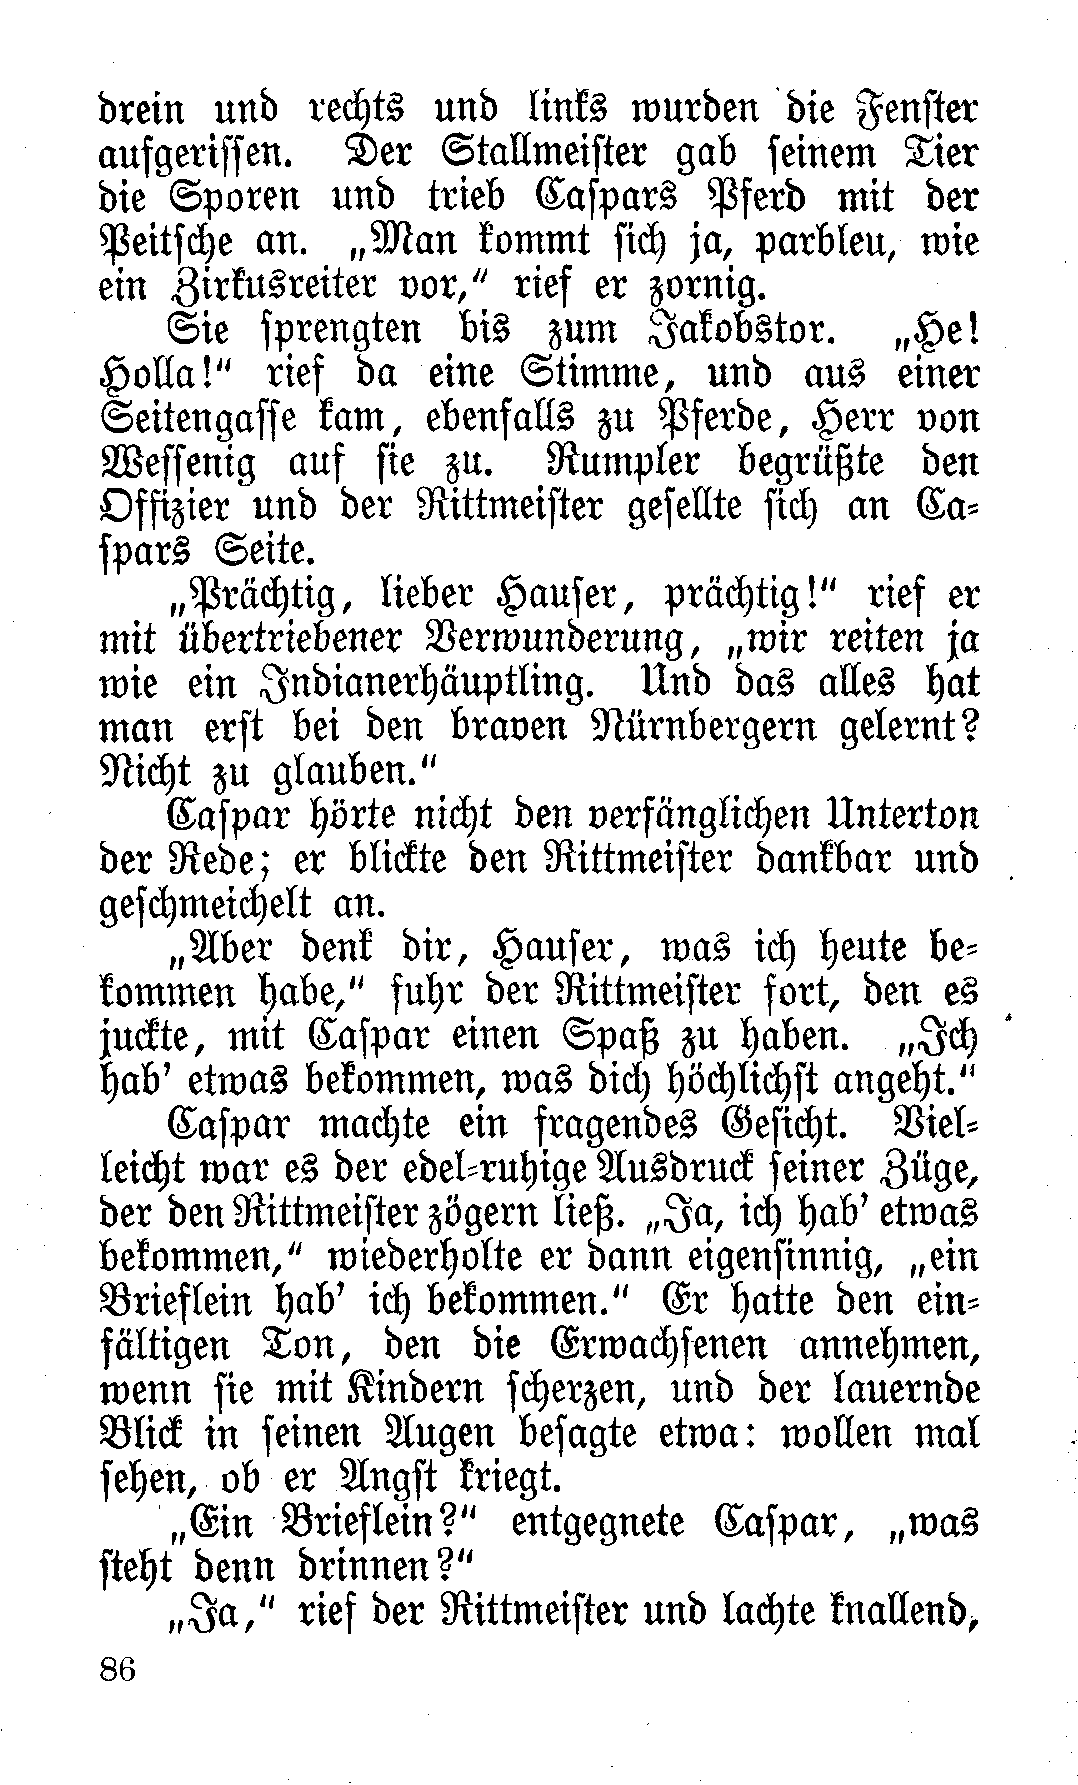 drein und rechts und links wurden die Fenster
aufgerissen. Der Stallmeister gab seinem Tier
die Sporen und trieb Caspars Pferd mit der
Peitsche an. „Man kommt sich ja, parbleu, wie
ein Zirkusreiter vor,“ rief er zornig.
Sie sprengten bis zum Jakobstor. „He!
Holla!“ rief da eine Stimme, und aus einer
Seitengasse kam, ebenfalls zu Pferde, Herr von
Wessenig auf sie zu. Rumpler begrüßte den
Offizier und der Rittmeister gesellte sich an Ca-
spars Seite.
„Prächtig, lieber Hauser, prächtig!“ rief er
mit übertriebener Verwunderung, „wir reiten ja
wie ein Indianerhäuptling. Und das alles hat
man erst bei den braven Nürnbergern gelernt?
Nicht zu glauben.“
Caspar hörte nicht den verfänglichen Unterton
der Rede; er blickte den Rittmeister dankbar und
geschmeichelt an.
„Aber denk dir, Hauser, was ich heute be-
kommen habe,“ fuhr der Rittmeister fort, den es
juckte, mit Caspar einen Spaß zu haben. „Ich
hab’ etwas bekommen, was dich höchlichst angeht.“
Caspar machte ein fragendes Gesicht. Viel-
leicht war es der edel-ruhige Ausdruck seiner Züge,
der den Rittmeister zögern ließ. „Ja, ich hab’ etwas
bekommen,“ wiederholte er dann eigensinnig, „ein
Brieflein hab’ ich bekommen.“ Er hatte den ein-
fältigen Ton, den die Erwachsenen annehmen,
wenn sie mit Kindern scherzen, und der lauernde
Blick in seinen Augen besagte etwa: wollen mal
sehen, ob er Angst kriegt.
„Ein Brieflein?“ entgegnete Caspar, „was
steht denn drinnen?“
„Ja,“ rief der Rittmeister und lachte knallend,
86